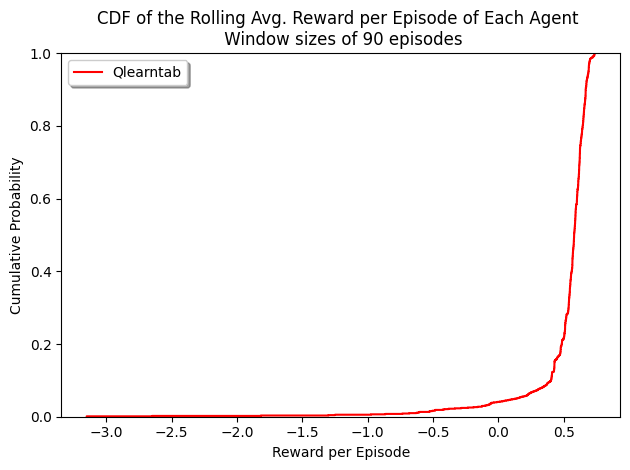 CDF of the Rolling Avg. Reward per Episode of Each Agent
Window sizes of 90 episodes
Qlearntab
Cumulative Probability
1.0
0.8
0.6
0.4
0.2
0.0
−3.0 −2.5 −2.0 −1.5 −1.0 −0.5 0.0 0.5
Reward per Episode